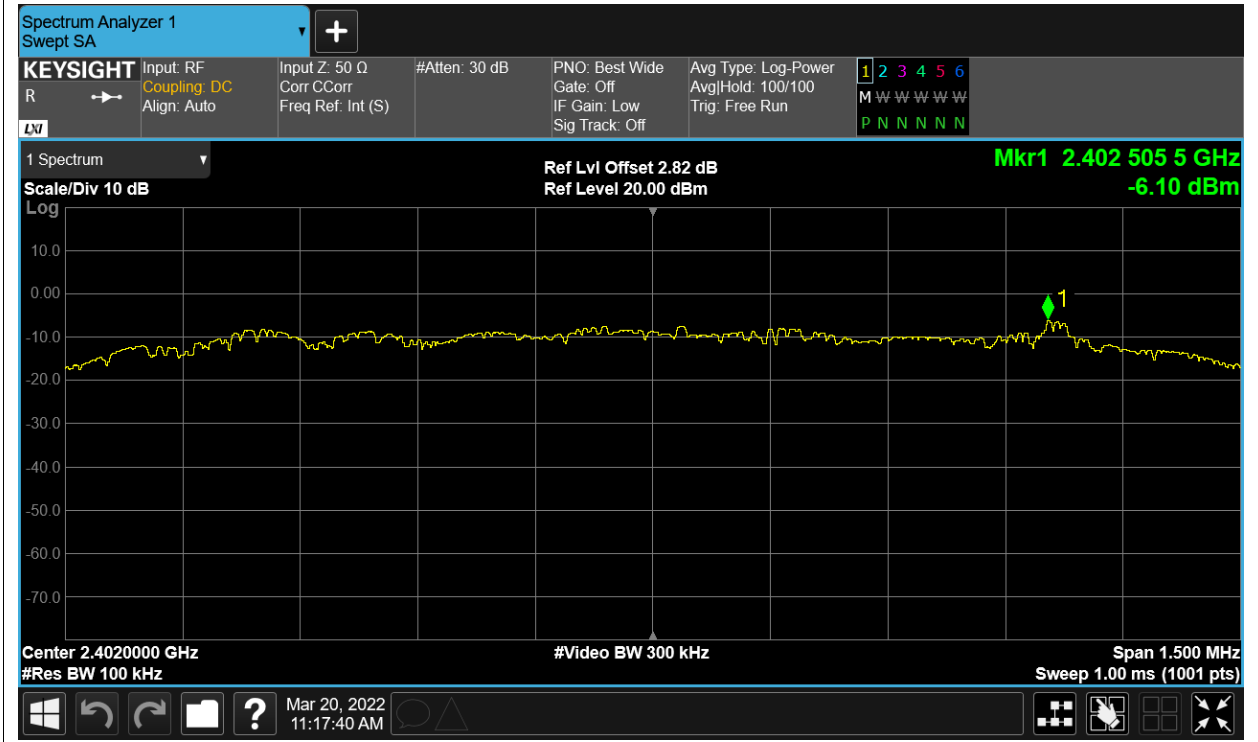 Spectrum Analyzer 1
Swept SA
KEYSIGHT
R
LXI
Input: RF
Coupling: DC
Align: Auto
Input Z: 50 Ω
Corr CCorr
Freq Ref: Int (S)
#Atten: 30 dB
PNO: Best Wide
Gate: Off
IF Gain: Low
Sig Track: Off
Avg Type: Log-Power
Avg|Hold: 100/100
Trig: Free Run
1 2 3 4 5 6
M W W W W W
P N N N N N
1 Spectrum
Scale/Div 10 dB
Log
Ref Lvl Offset 2.82 dB
Ref Level 20.00 dBm
Mkr1 2.402 505 5 GHz
-6.10 dBm
10.0
0.00
-10.0
-20.0
-30.0
-40.0
-50.0
-60.0
-70.0
1
Center 2.4020000 GHz
#Res BW 100 kHz
#Video BW 300 kHz
Span 1.500 MHz
Sweep 1.00 ms (1001 pts)
?
Mar 20, 2022
11:17:40 AM